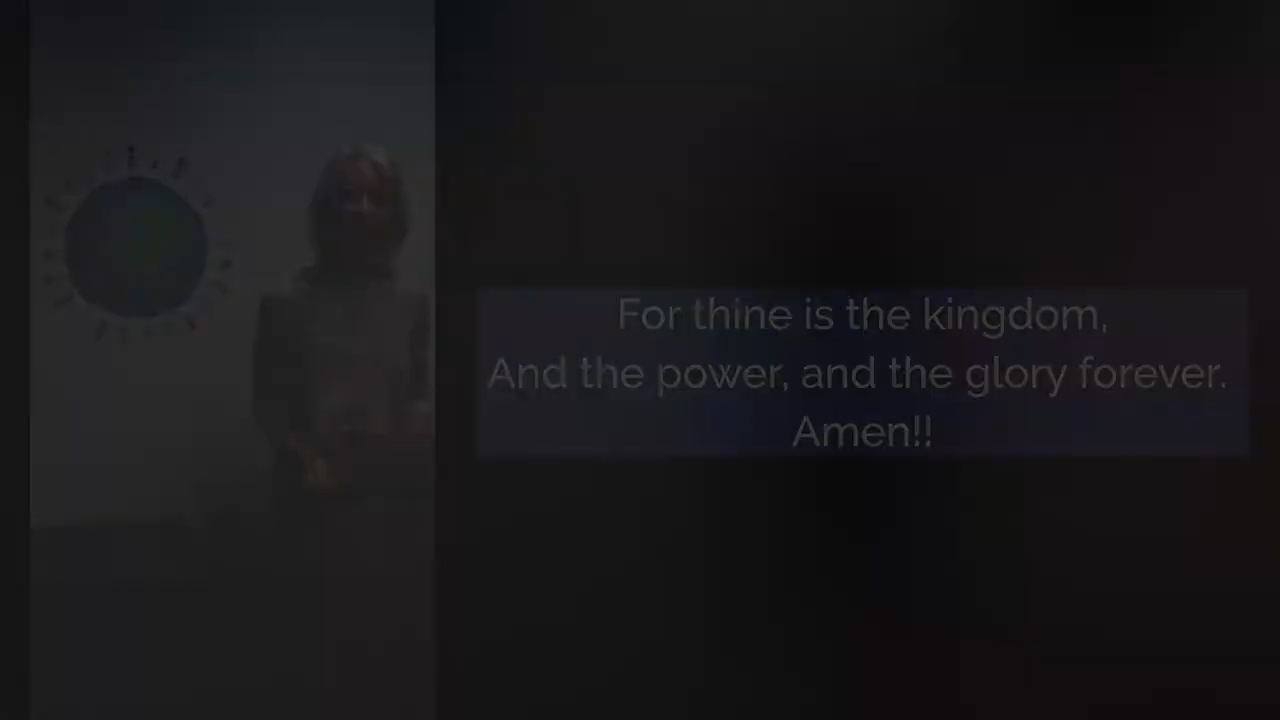 For thine is the kingdom,
And the power, and the glory forever.
Amen!!